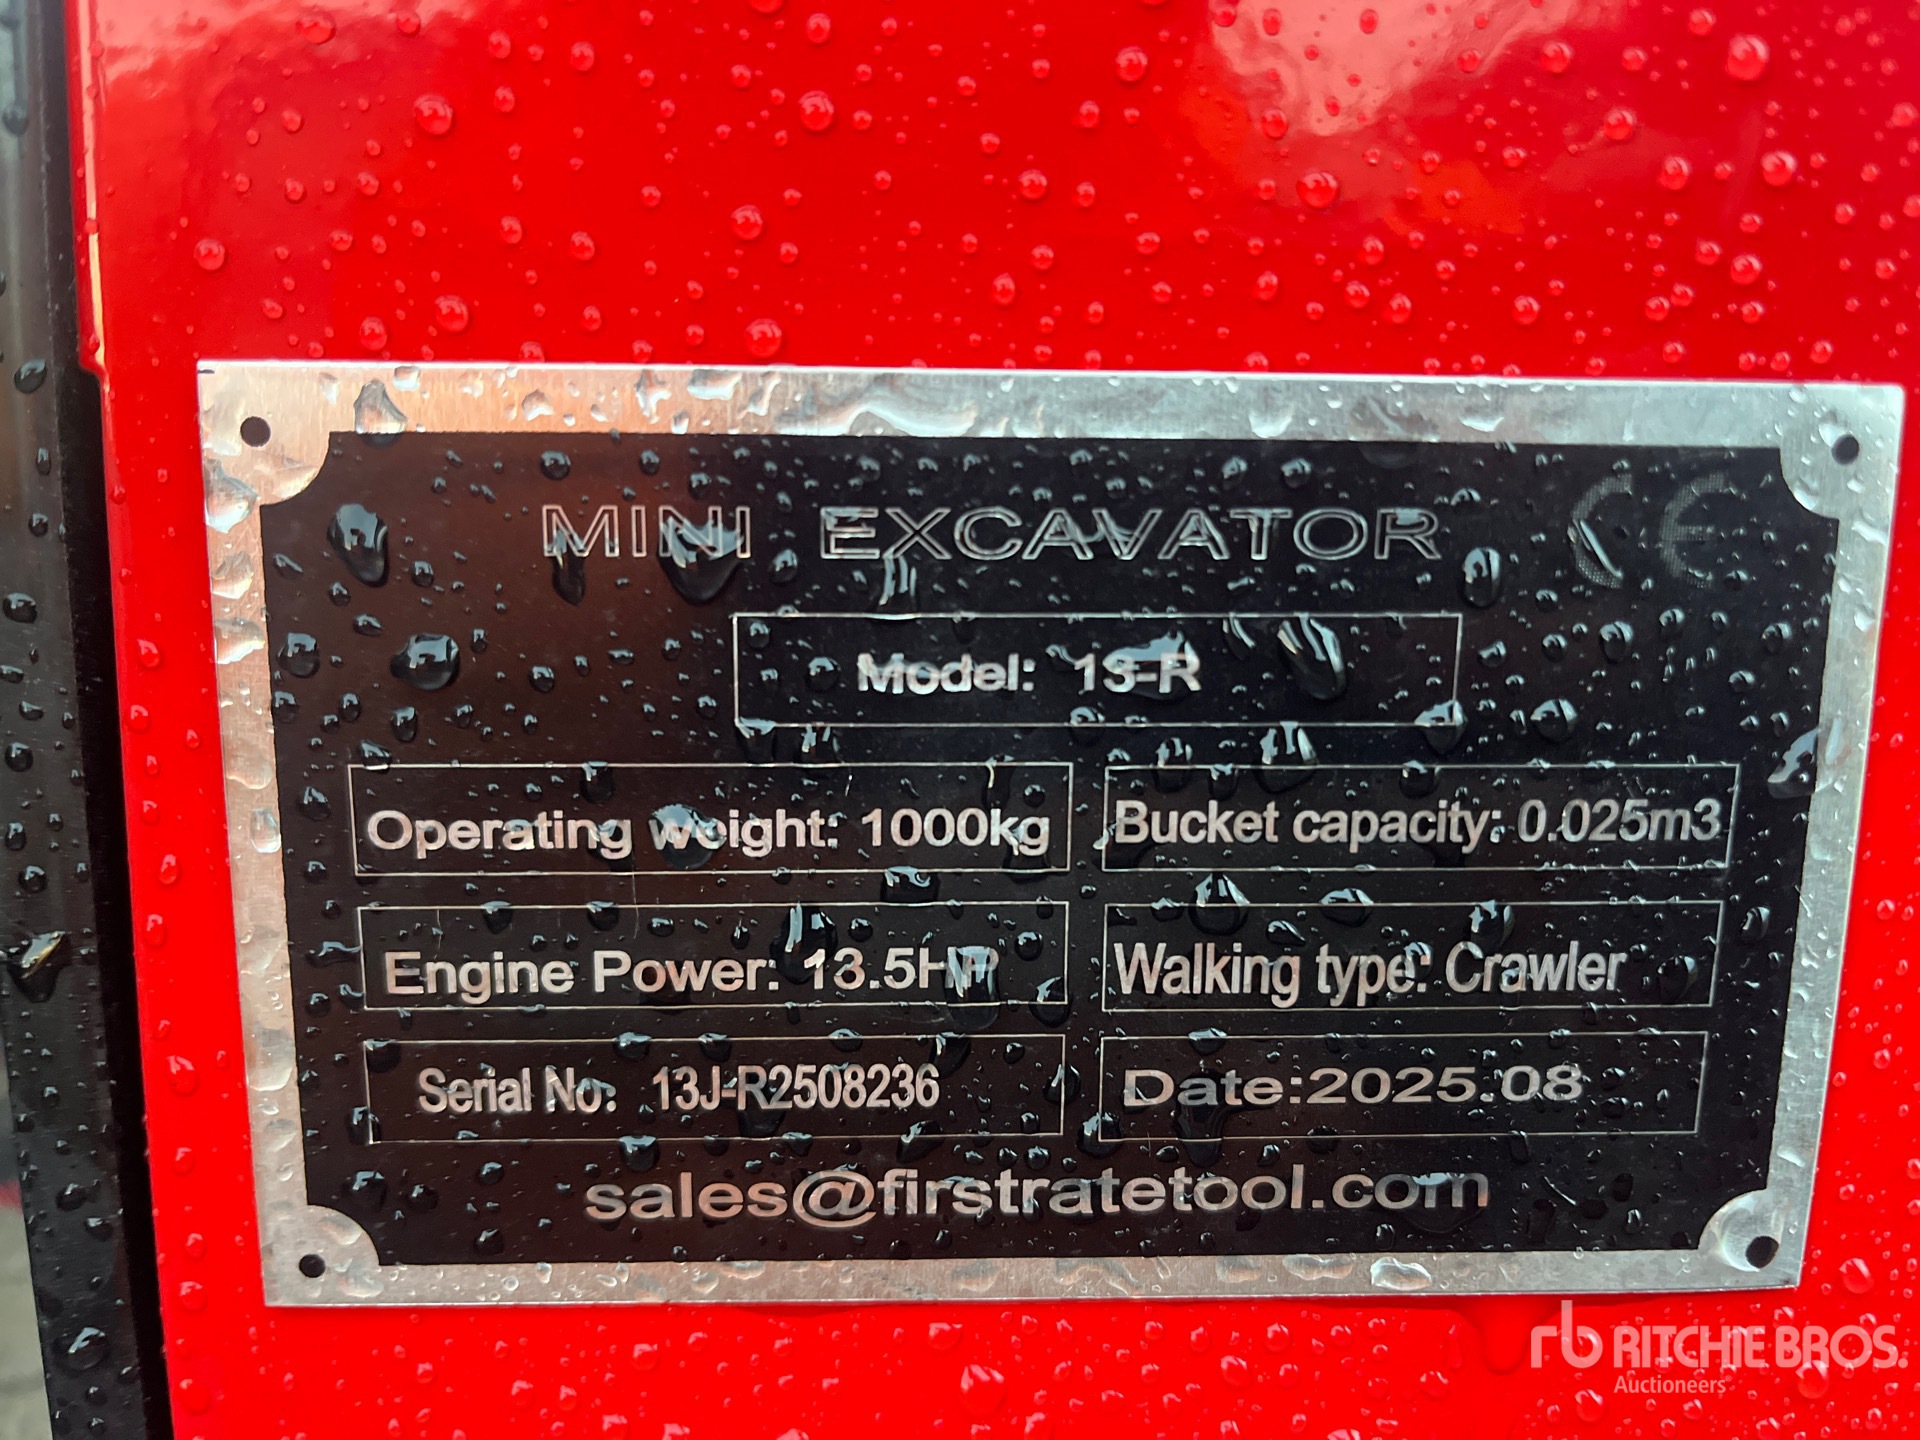 MINI EXCAVATOR CE
Model: 13-R
Operating weight: 1000kg
Bucket capacity: 0.025m3
Engine Power: 13.5HP
Walking type: Crawler
Serial No: 13J-R2508236
Date:2025.08
sales@firstratetool.com
rb RITCHIE BROS.
Auctioneers